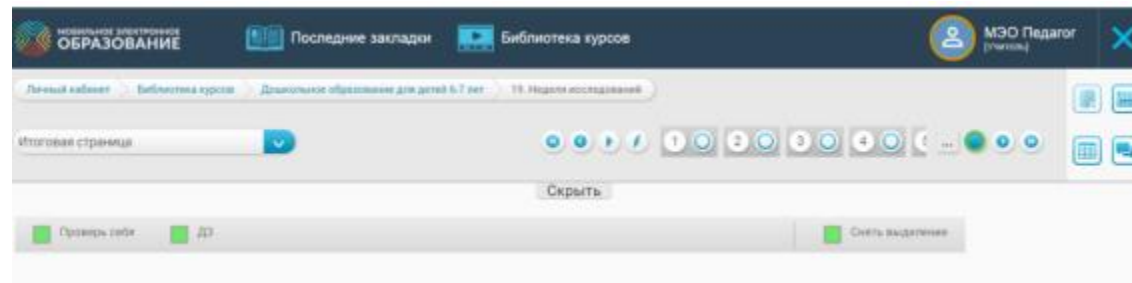 МОБИЛЬНОЕ ЭЛЕКТРОННОЕ
ОБРАЗОВАНИЕ
Последние закладки
Библиотека курсов
МЭО Педагог
[Учитель]
Личный кабинет
Библиотека курсов
Дошкольное образование для детей 6-7 лет
19. Неделя исследований
Итоговая страница
1
2
3
4
...
Скрыть
Проверь себя
ДЗ
Снять выделение